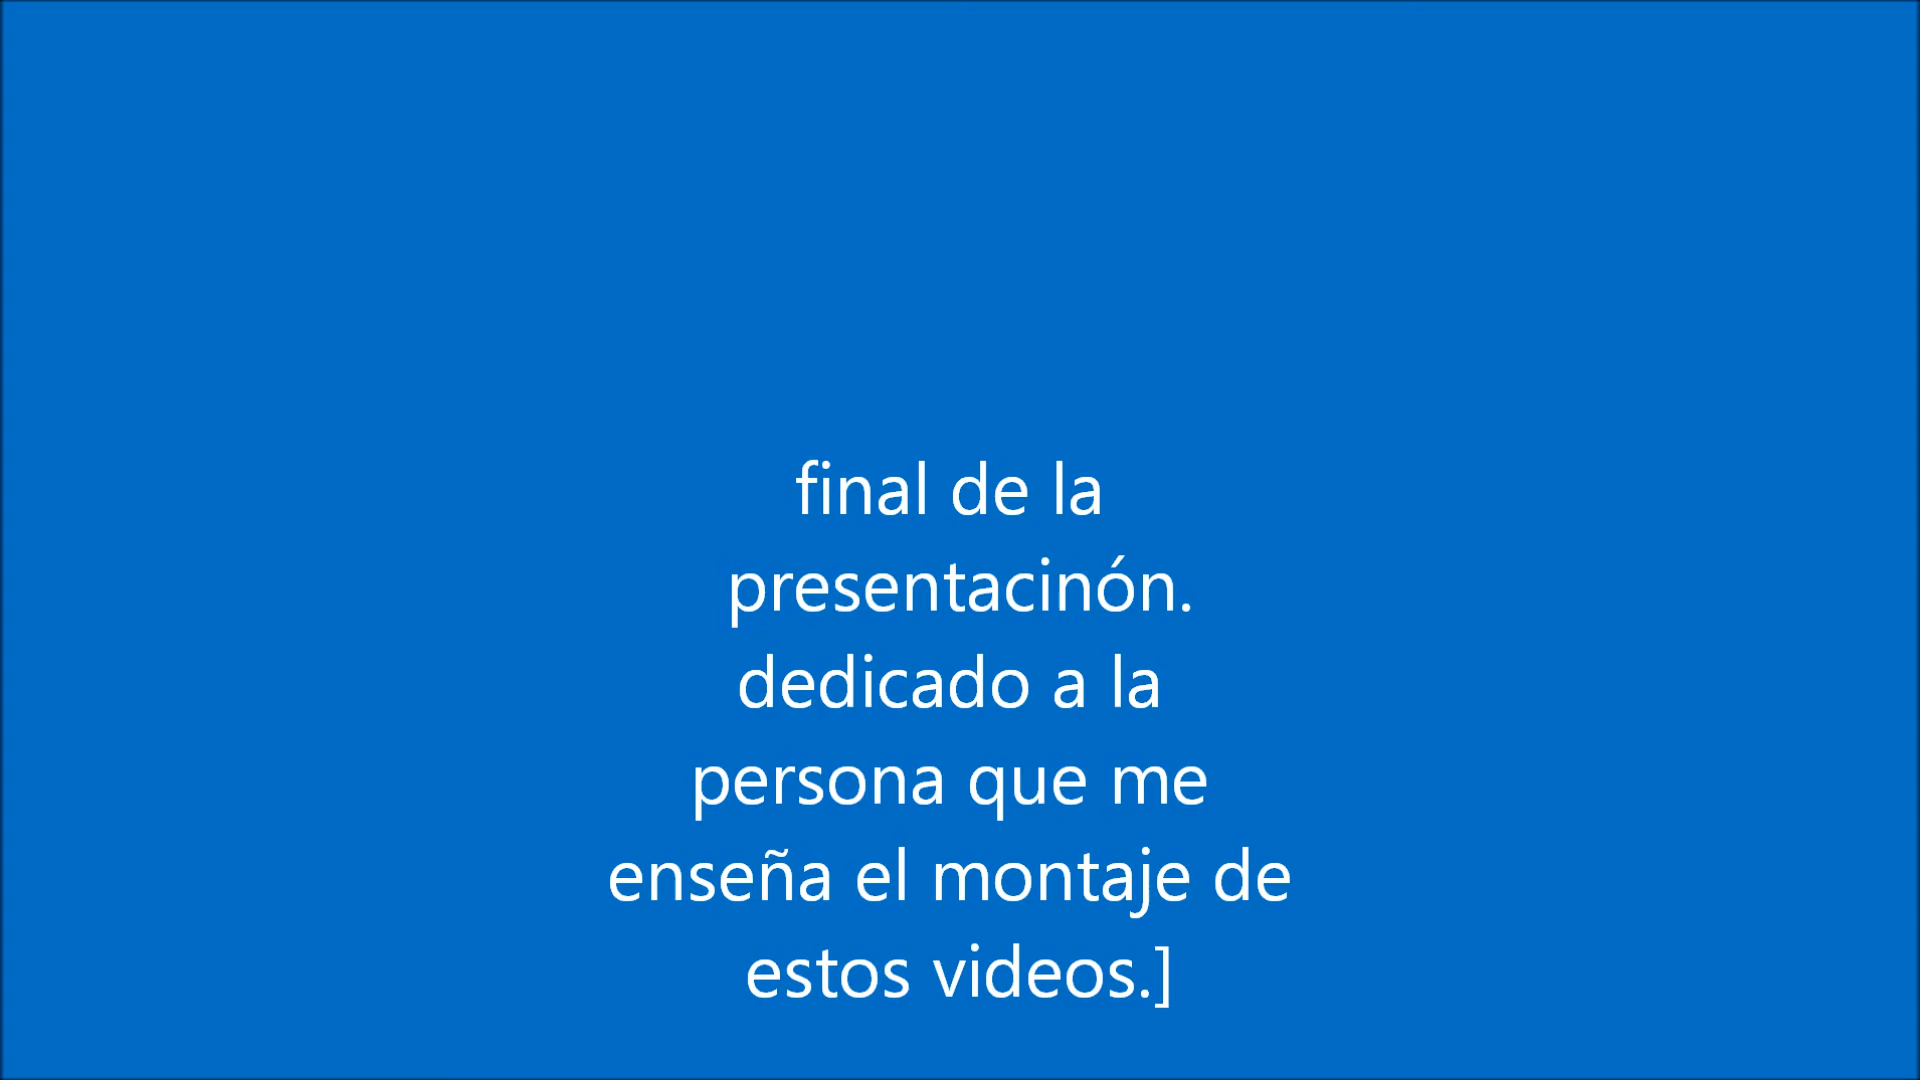 final de la
presentacinón.
dedicado a la
persona que me
enseña el montaje de
estos videos.]